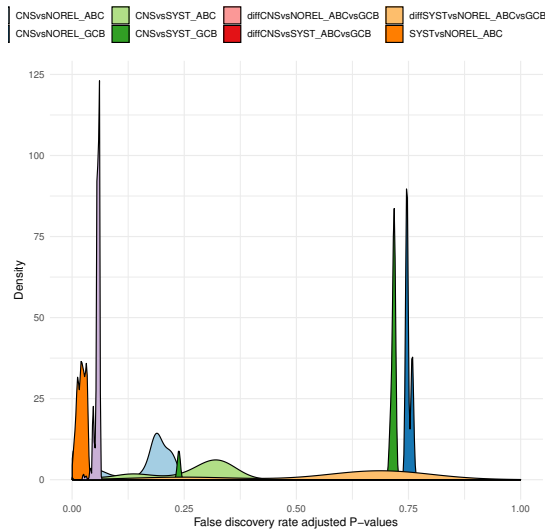 CNSvsNOREL_ABC CNSvsSYST_ABC diffCNSvsNOREL_ABCvsGCB diffSYSTvsNOREL_ABCvsGCB
CNSvsNOREL_GCB CNSvsSYST_GCB diffCNSvsSYST_ABCvsGCB SYSTvsNOREL_ABC
125
100
75
50
25
0
Density
0.00 0.25 0.50 0.75 1.00
False discovery rate adjusted P−values